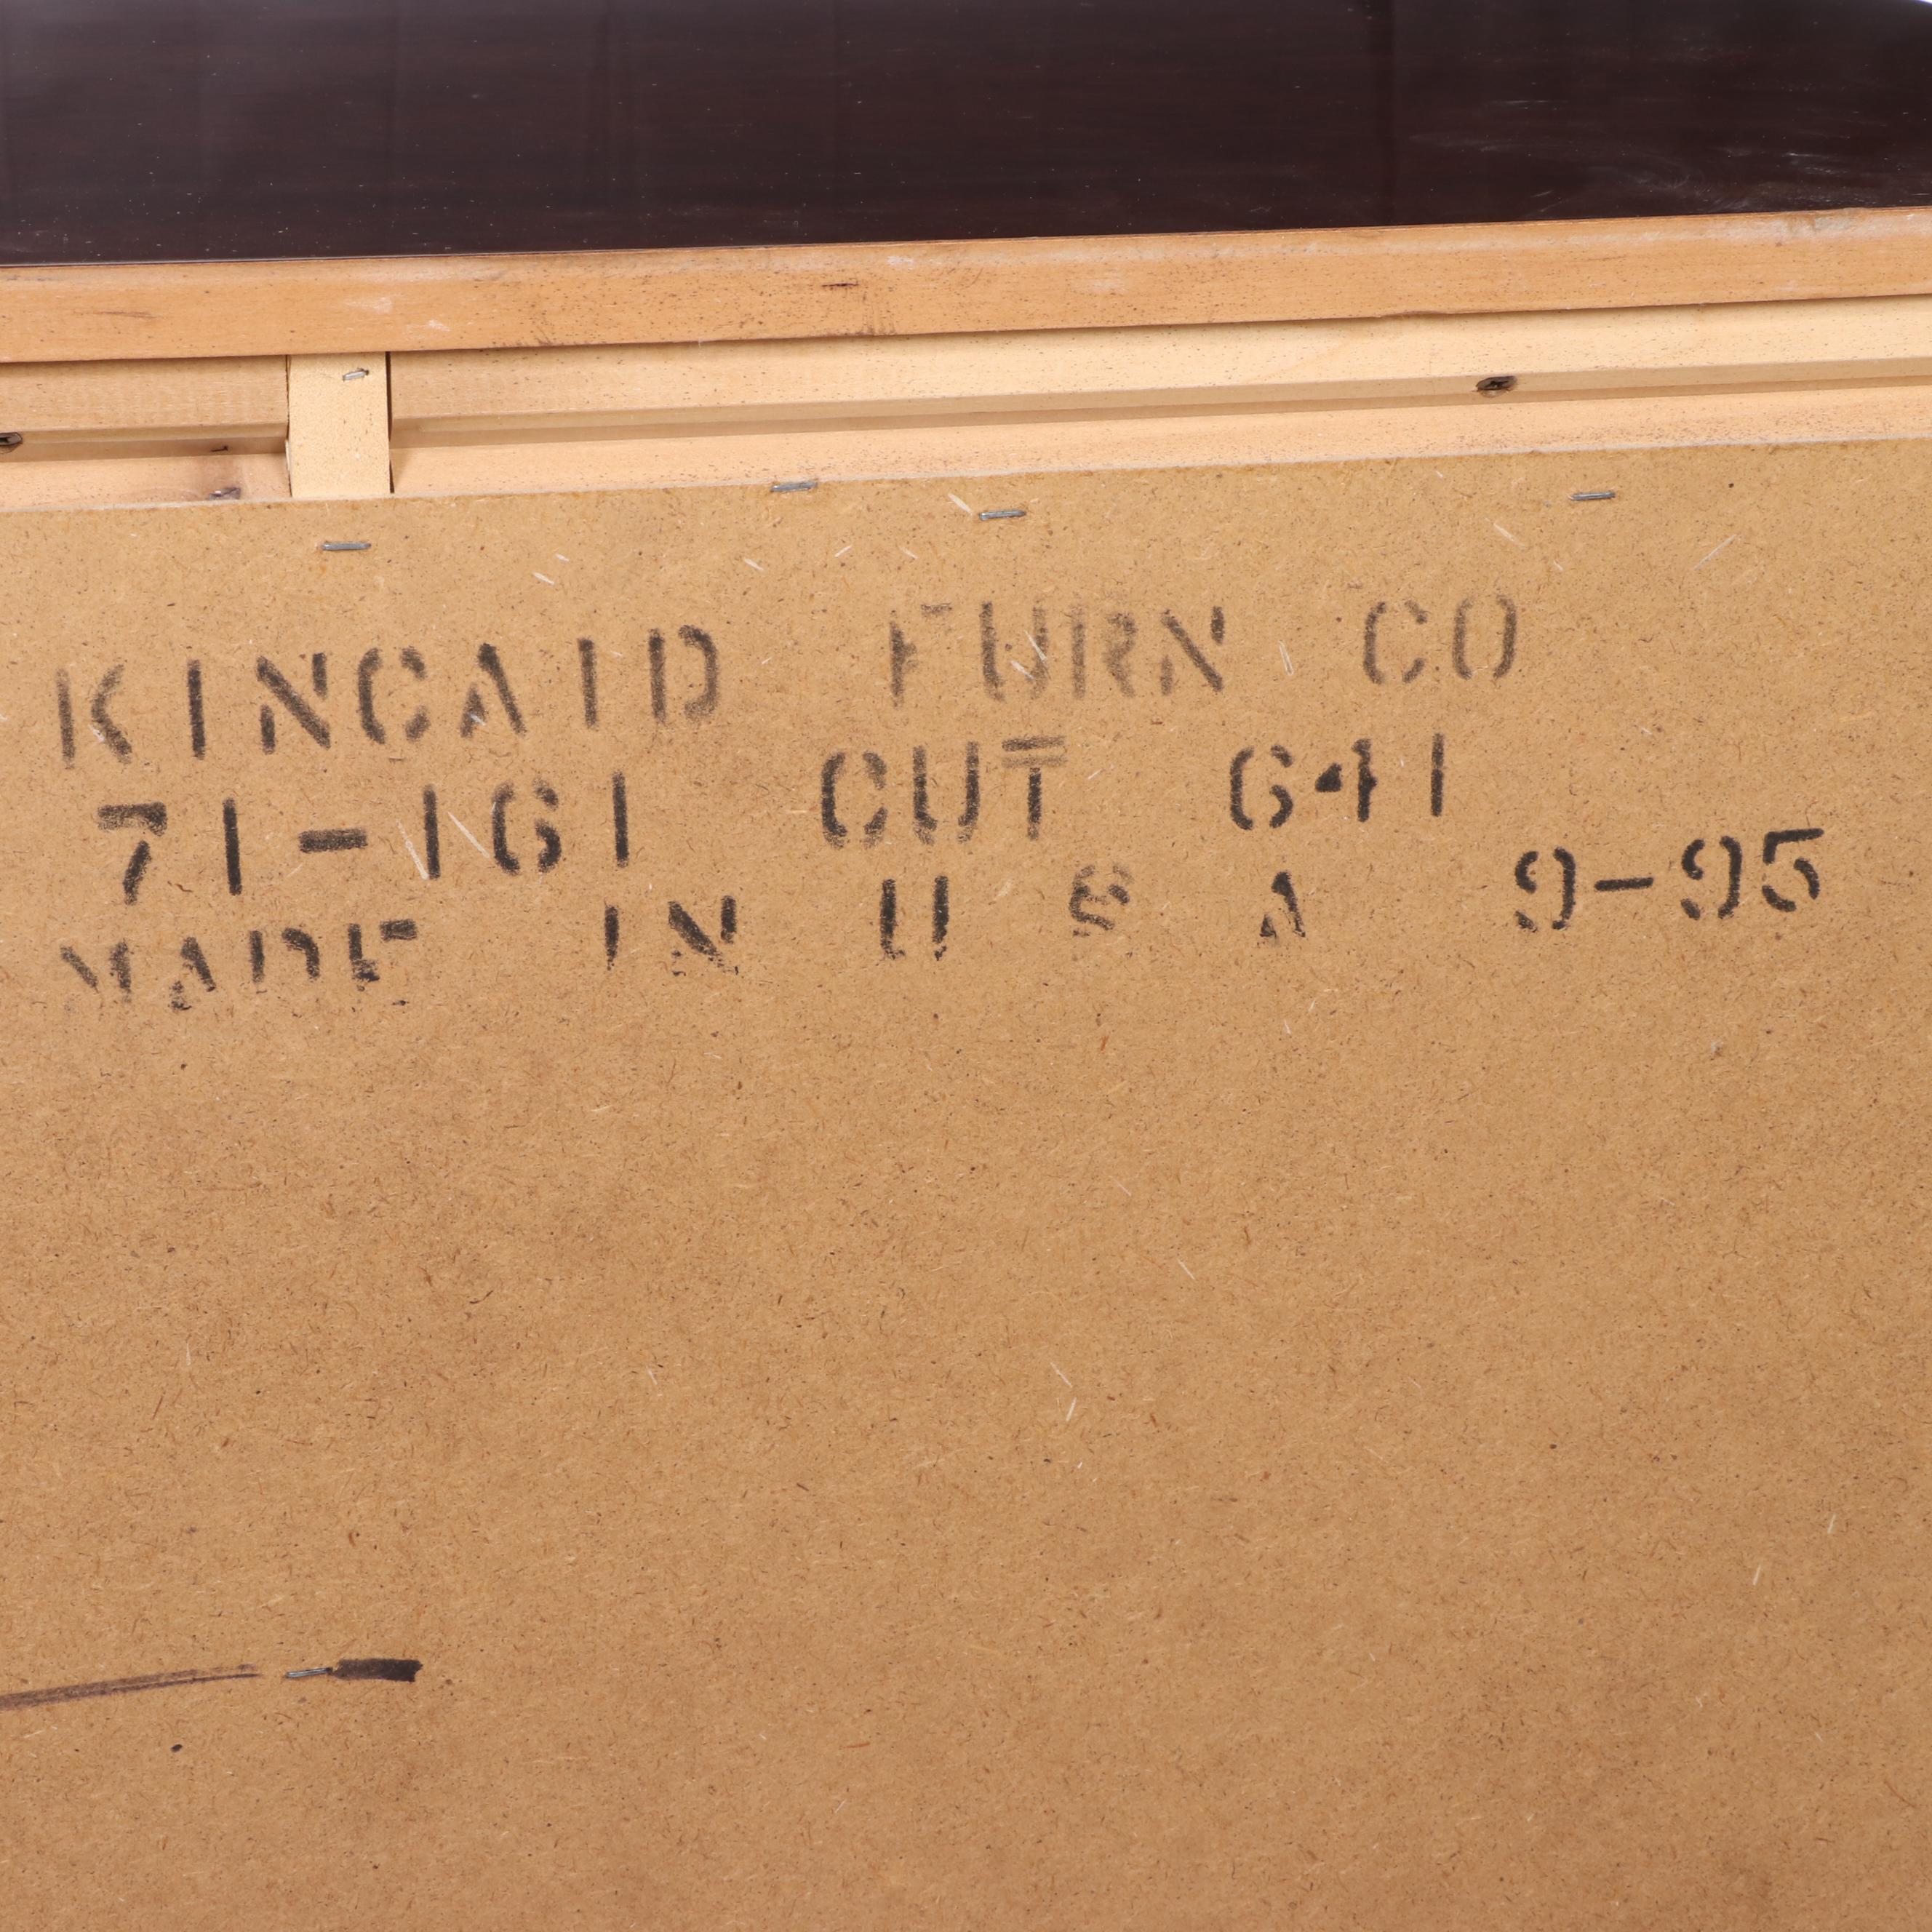 KINCAID FURN CO
71-161 CUT 641
MADE IN U S A 9-95